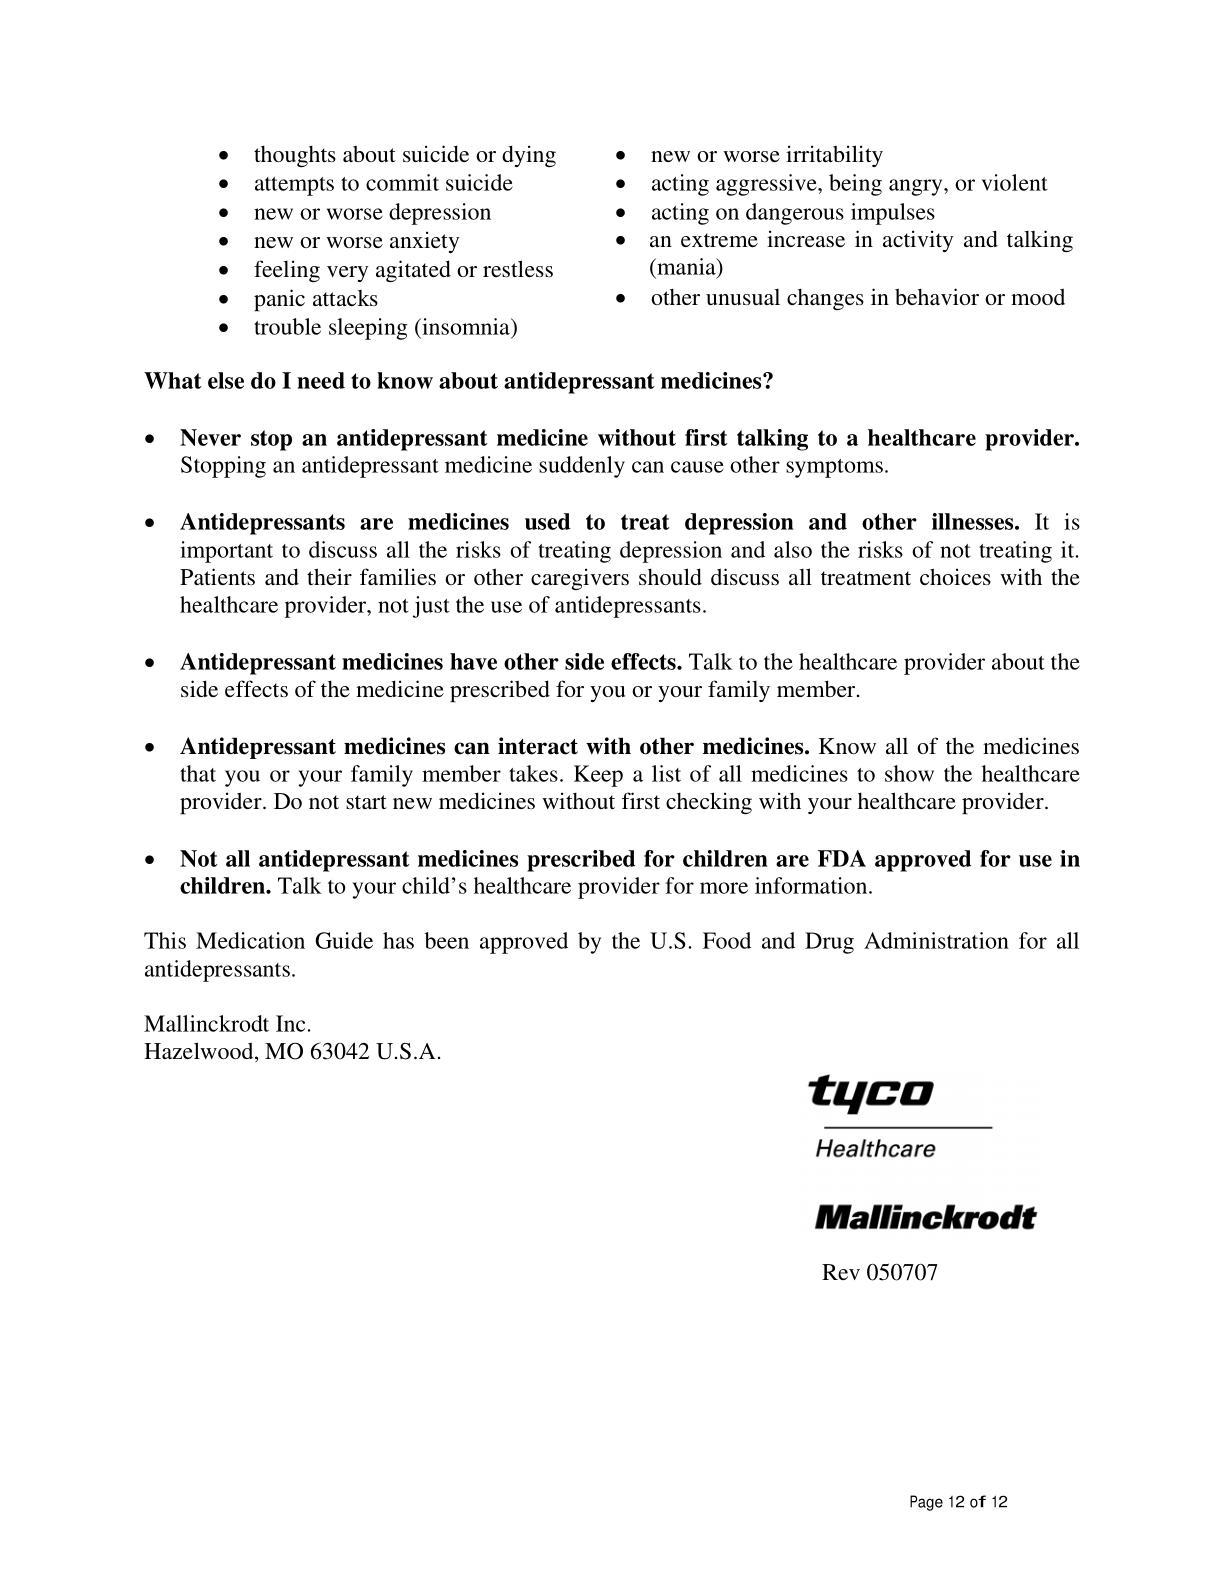 • thoughts about suicide or dying
• attempts to commit suicide
• new or worse depression
• new or worse anxiety
• feeling very agitated or restless
• panic attacks
• trouble sleeping (insomnia)
• new or worse irritability
• acting aggressive, being angry, or violent
• acting on dangerous impulses
• an extreme increase in activity and talking
(mania)
• other unusual changes in behavior or mood
What else do I need to know about antidepressant medicines?
• Never stop an antidepressant medicine without first talking to a healthcare provider.
Stopping an antidepressant medicine suddenly can cause other symptoms.
• Antidepressants are medicines used to treat depression and other illnesses. It is
important to discuss all the risks of treating depression and also the risks of not treating it.
Patients and their families or other caregivers should discuss all treatment choices with the
healthcare provider, not just the use of antidepressants.
• Antidepressant medicines have other side effects. Talk to the healthcare provider about the
side effects of the medicine prescribed for you or your family member.
• Antidepressant medicines can interact with other medicines. Know all of the medicines
that you or your family member takes. Keep a list of all medicines to show the healthcare
provider. Do not start new medicines without first checking with your healthcare provider.
• Not all antidepressant medicines prescribed for children are FDA approved for use in
children. Talk to your child’s healthcare provider for more information.
This Medication Guide has been approved by the U.S. Food and Drug Administration for all
antidepressants.
Mallinckrodt Inc.
Hazelwood, MO 63042 U.S.A.
tyco
Healthcare
Mallinckrodt
Rev 050707
Page 12 of 12